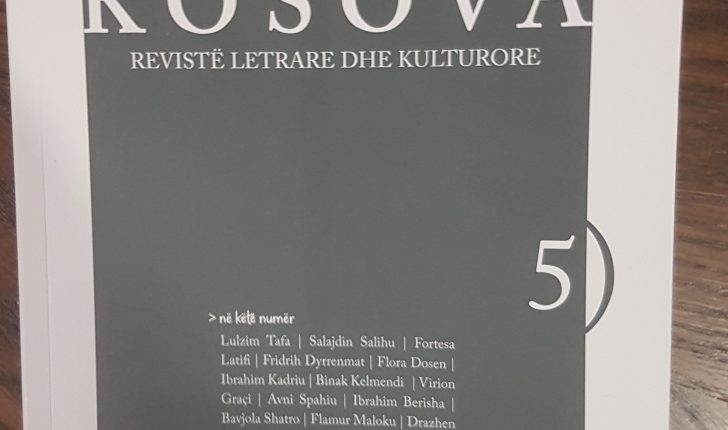 KOSOVA
REVISTË LETRARE DHE KULTURORE
5
> në këtë numër
Lulzim Tafa | Salajdin Salihu | Fortesa
Latifi | Fridrih Dyrrenmat | Flora Dosen |
Ibrahim Kadriu | Binak Kelmendi | Virion
Graçi | Avni Spahiu | Ibrahim Berisha |
Bavjola Shatro | Flamur Maloku | Drazhen